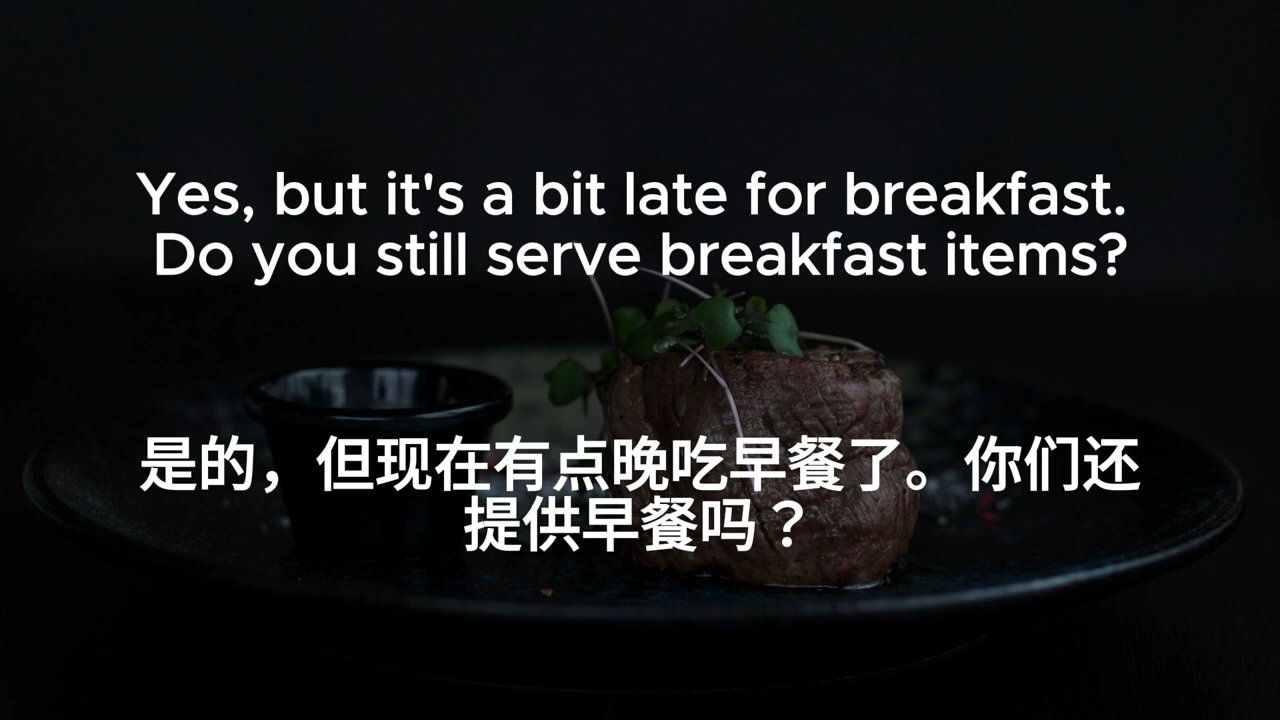 Yes, but it's a bit late for breakfast.
Do you still serve breakfast items?
是的，但现在有点晚吃早餐了。你们还
提供早餐吗？